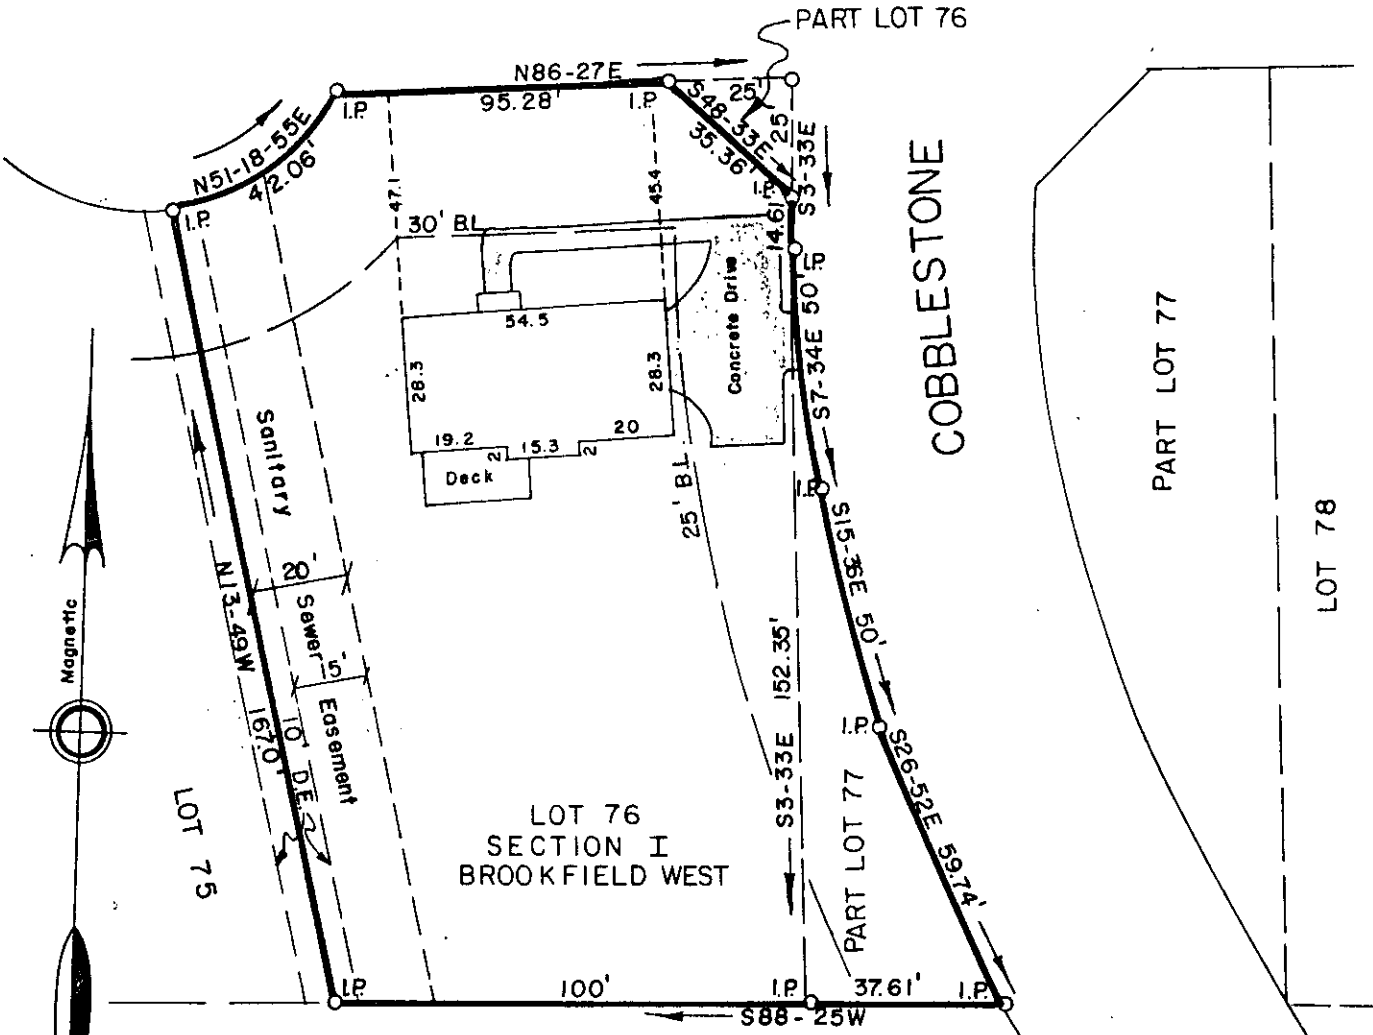 PART LOT 76
N86-27E
95.28'
I.P.
I.P.
25'
25'
S48-33E
35.36'
S3-33E
I.P.
14.61'
I.P.
N51-18-55E
42.06'
I.P.
47.1
45.4
30' B.L.
54.5
28.3
28.3
19.2
2
15.3
2
20
Deck
Concrete Drive
S7-34E 50'
COBBLESTONE
PART LOT 77
LOT 78
25' B.L.
I.P.
S15-36E 50'
Sanitary
20'
Sewer
15'
Easement
N13-49W
167.0'
10' D.E.
Magnetic
LOT 75
S3-33E 152.35'
I.P.
S26-52E 59.74'
PART LOT 77
LOT 76
SECTION I
BROOKFIELD WEST
I.P.
100'
I.P.
37.61'
I.P.
S88-25W